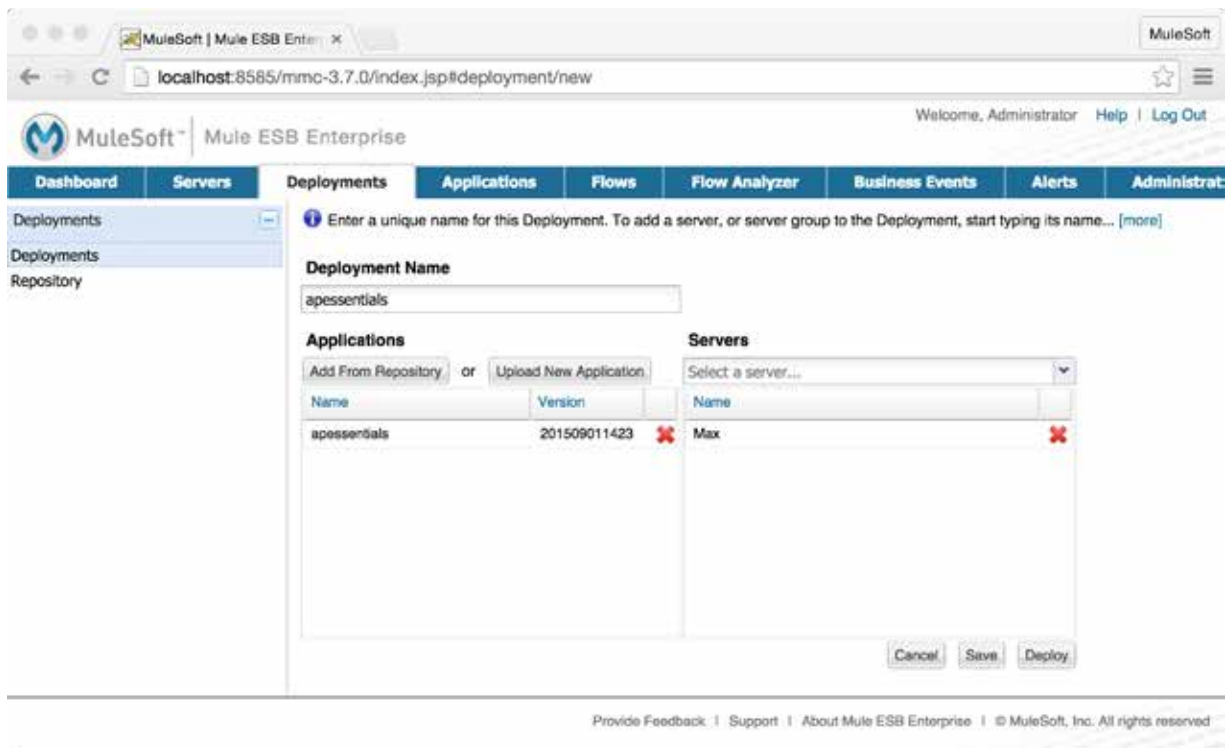 MuleSoft | Mule ESB Enter
MuleSoft
localhost:8585/mmc-3.7.0/index.jsp#deployment/new
Welcome, Administrator Help | Log Out
MuleSoft™ | Mule ESB Enterprise
Dashboard Servers Deployments Applications Flows Flow Analyzer Business Events Alerts Administrat
Deployments
Enter a unique name for this Deployment. To add a server, or server group to the Deployment, start typing its name... [more]
Deployments
Repository
Deployment Name
apessentials
Applications Servers
Add From Repository or Upload New Application Select a server...
Name Version Name
apessentials 201509011423 Max
Cancel Save Deploy
Provide Feedback | Support | About Mule ESB Enterprise | © MuleSoft, Inc. All rights reserved